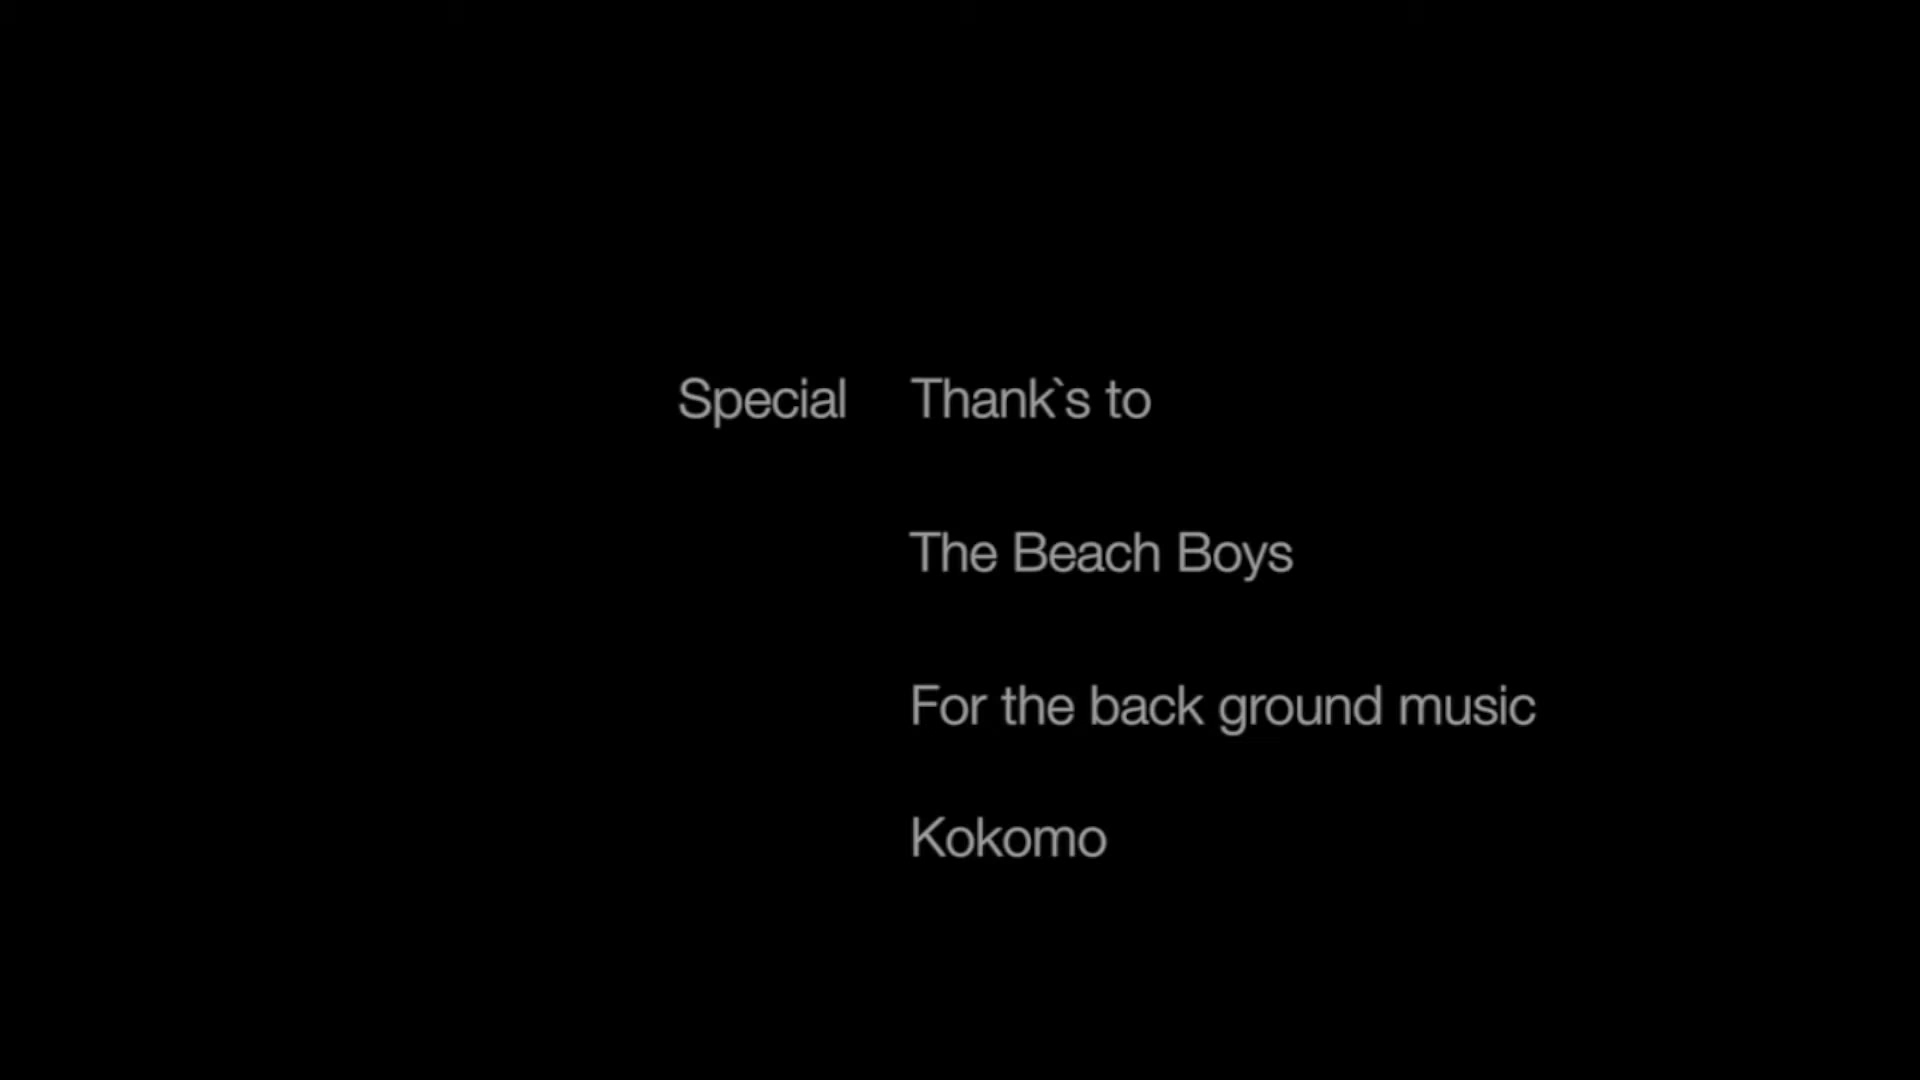 Special Thank`s to
The Beach Boys
For the back ground music
Kokomo